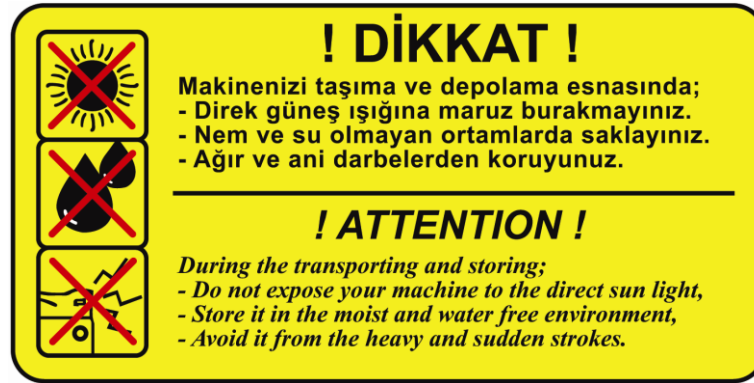 ! DİKKAT !
Makinenizi taşıma ve depolama esnasında;
- Direk güneş ışığına maruz burakmayınız.
- Nem ve su olmayan ortamlarda saklayınız.
- Ağır ve ani darbelerden koruyunuz.
! ATTENTION !
During the transporting and storing;
- Do not expose your machine to the direct sun light,
- Store it in the moist and water free environment,
- Avoid it from the heavy and sudden strokes.